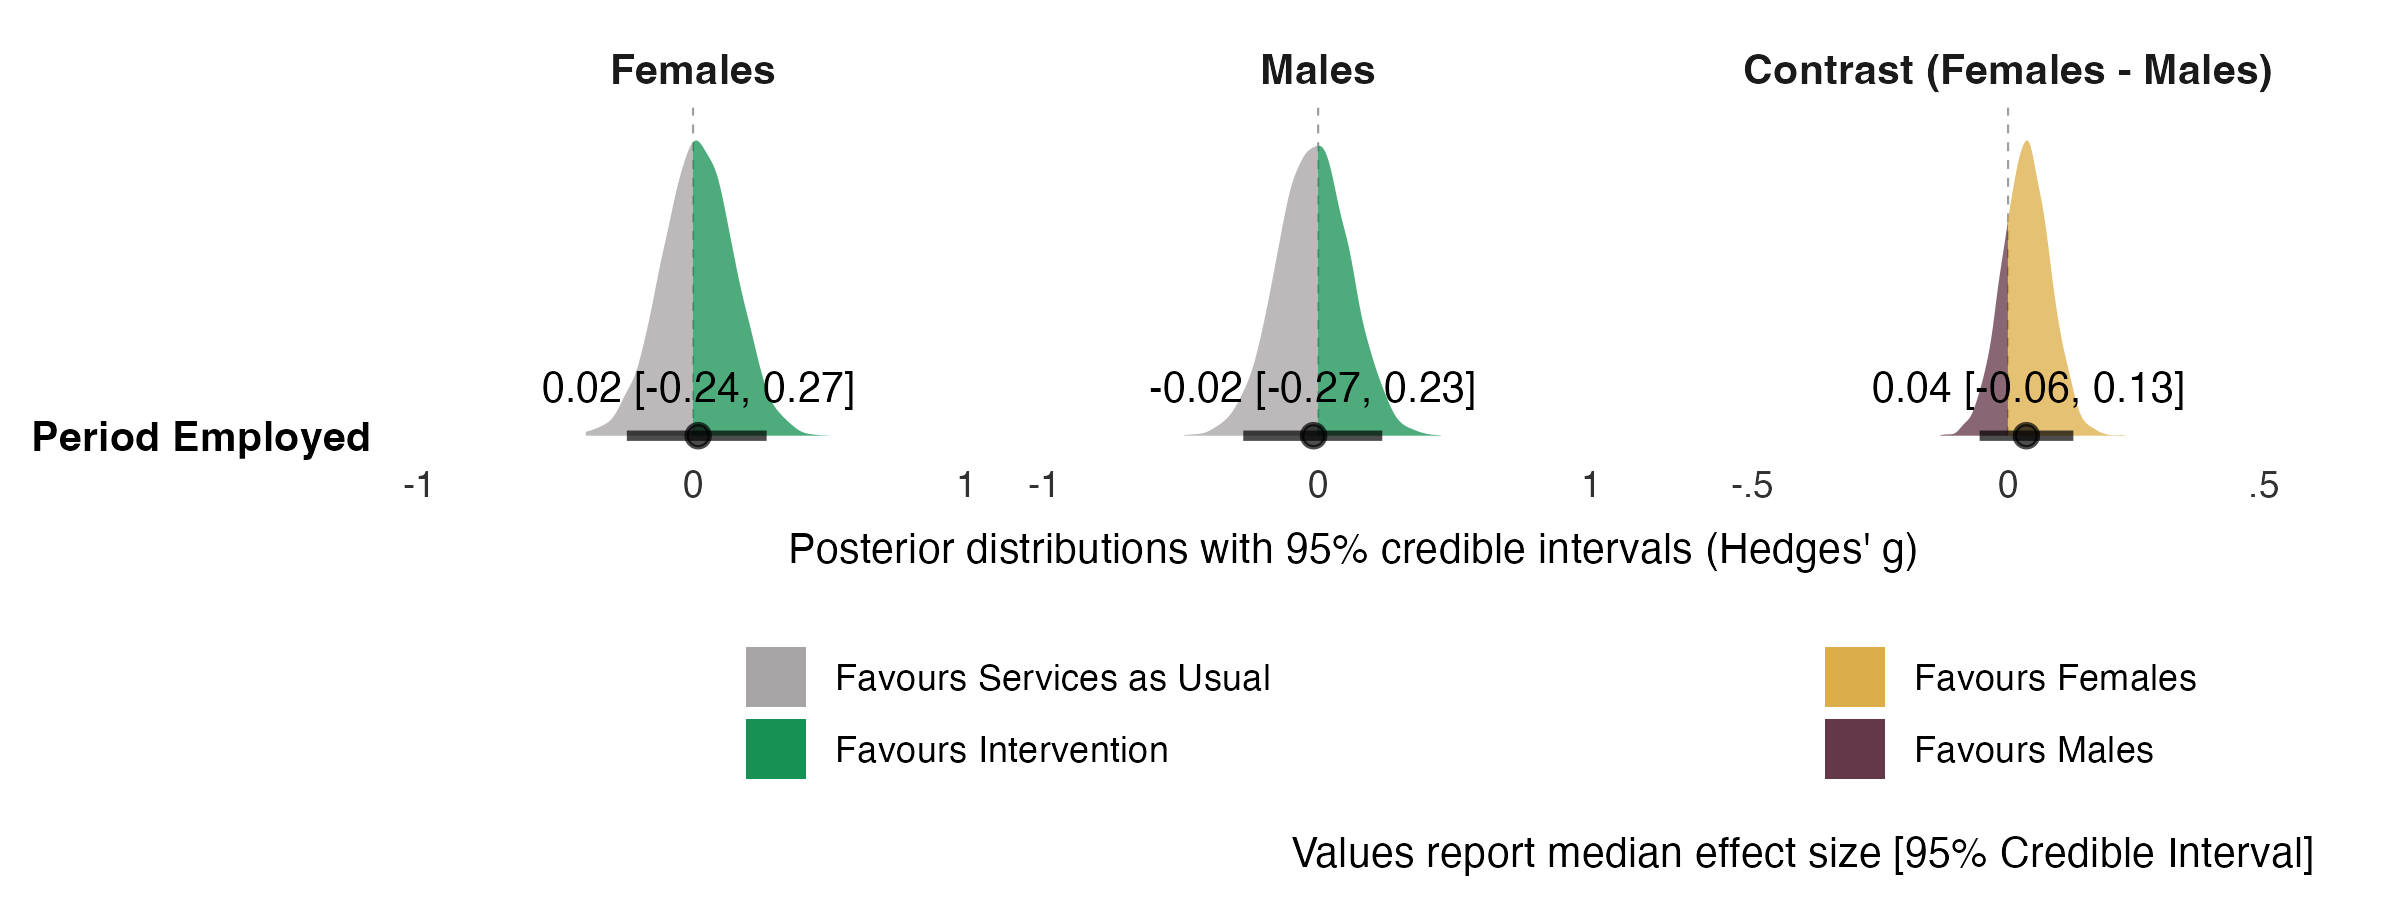 Females Males Contrast (Females - Males)
0.02 [-0.24, 0.27] -0.02 [-0.27, 0.23] 0.04 [-0.06, 0.13]
Period Employed
-1 0 1 -1 0 1 -.5 0 .5
Posterior distributions with 95% credible intervals (Hedges' g)
Favours Services as Usual Favours Females
Favours Intervention Favours Males
Values report median effect size [95% Credible Interval]